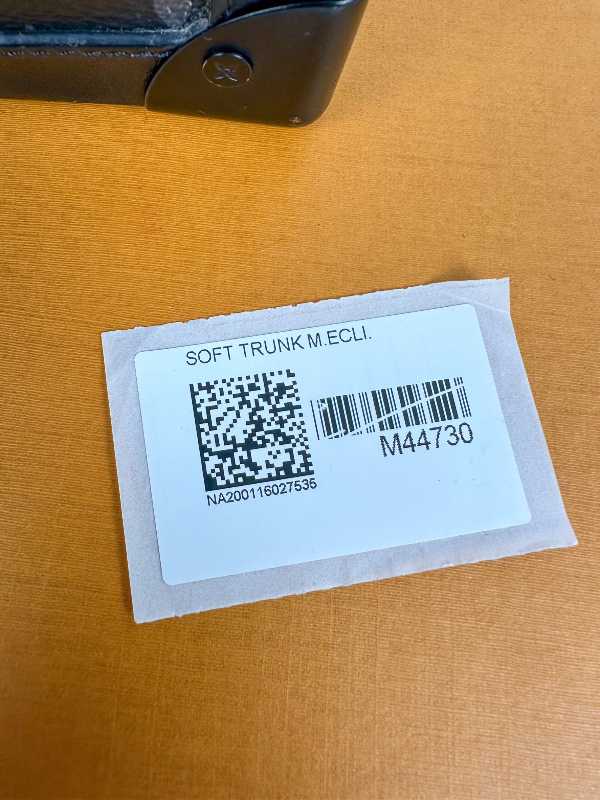 SOFT TRUNK M.ECLI.
M44730
NA200116027535